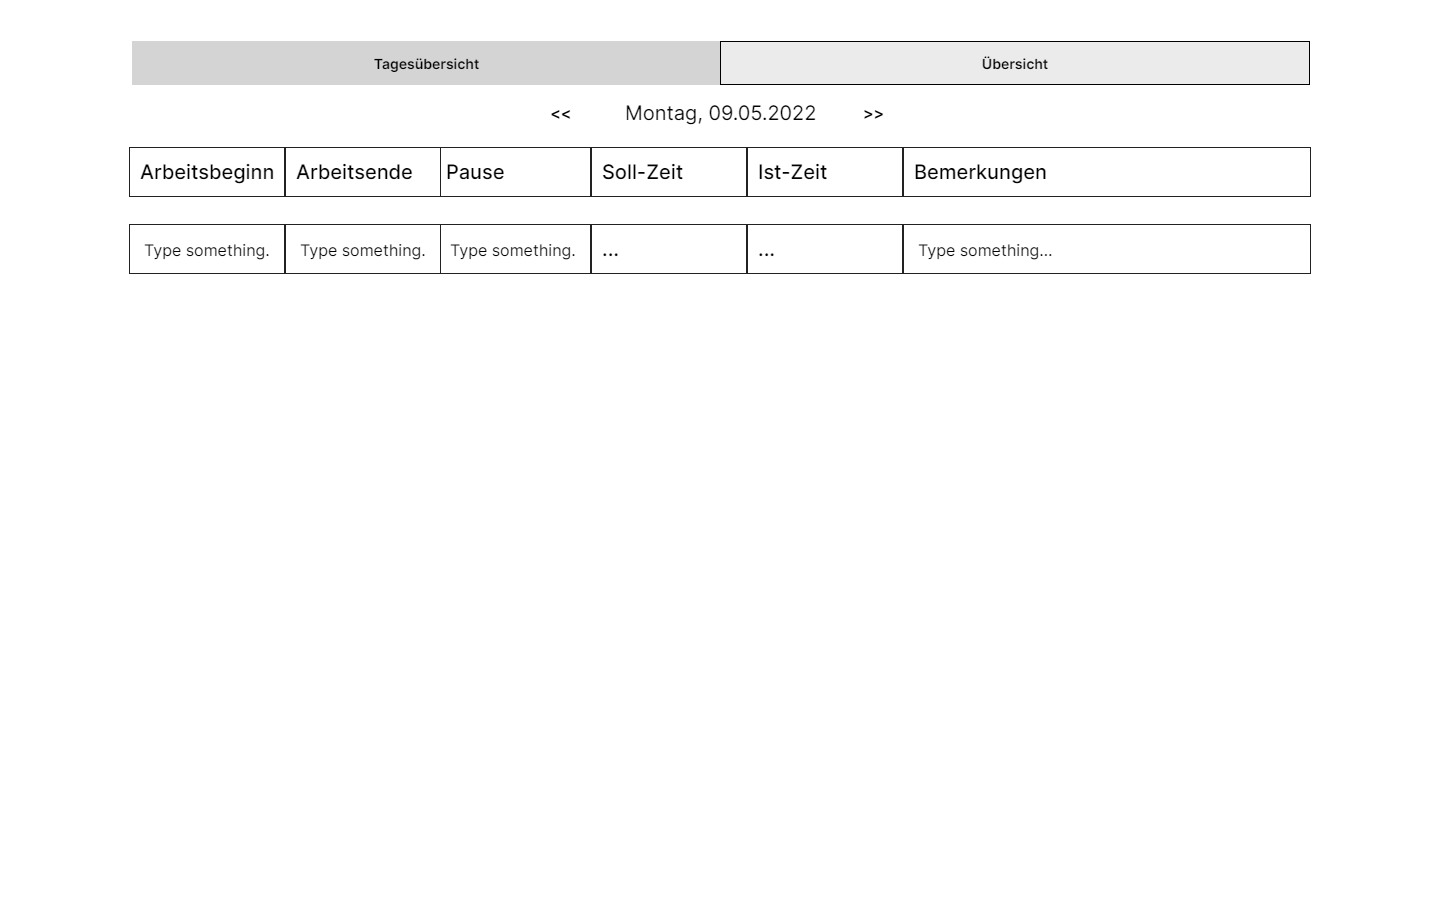 Tagesübersicht Übersicht
<< Montag, 09.05.2022 >>
Arbeitsbeginn Arbeitsende Pause Soll-Zeit Ist-Zeit Bemerkungen
Type something. Type something. Type something. ... ... Type something...